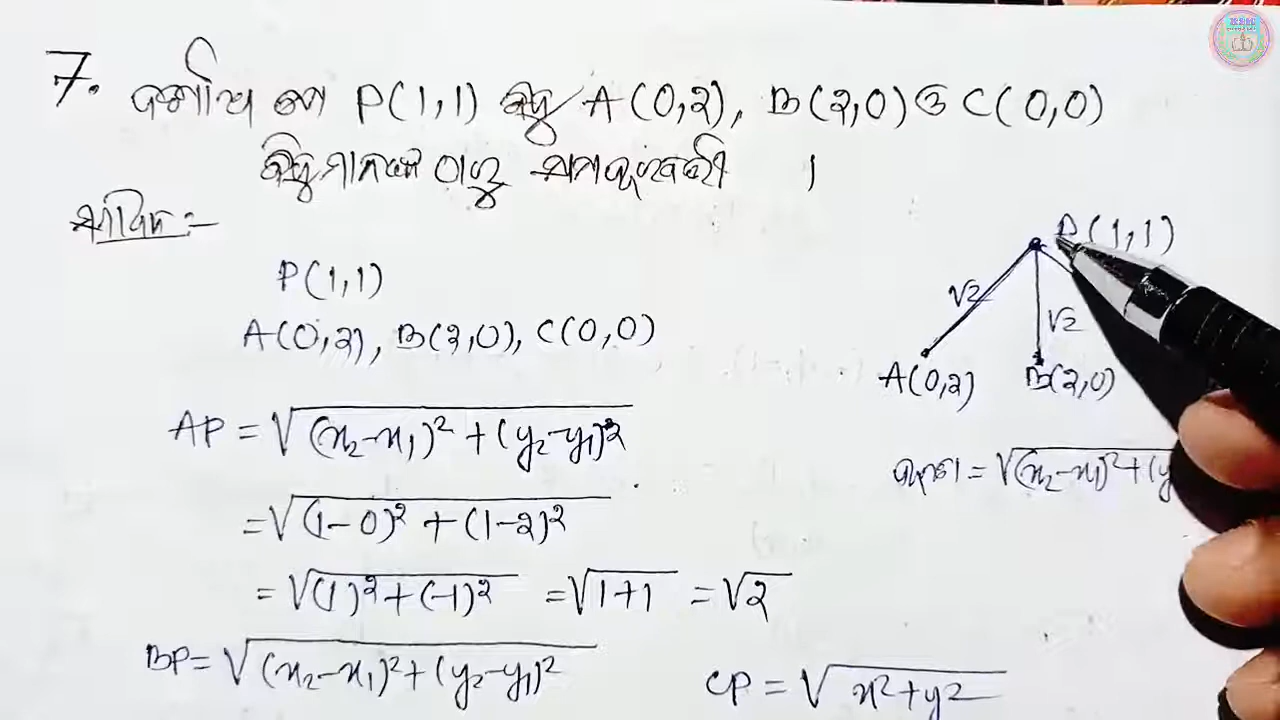 7. ଦର୍ଶାଅ ଯେ P(1,1) ବିନ୍ଦୁ A(0,2), B(2,0) ଓ C(0,0)
ବିନ୍ଦୁମାନଙ୍କ ଠାରୁ ସମଦୂରବର୍ତ୍ତୀ ।
P(1,1)
A(0,2), B(2,0), C(0,0)
AP = √(x₂-x₁)² + (y₂-y₁)²
= √(1-0)² + (1-2)²
= √(1)² + (-1)² = √1+1 = √2
BP = √(x₂-x₁)² + (y₂-y₁)²
CP = √x² + y²
P(1,1)
√2
√2
A(0,2) B(2,0)
ଦୂରତା = √(x₂-x₁)² + (y